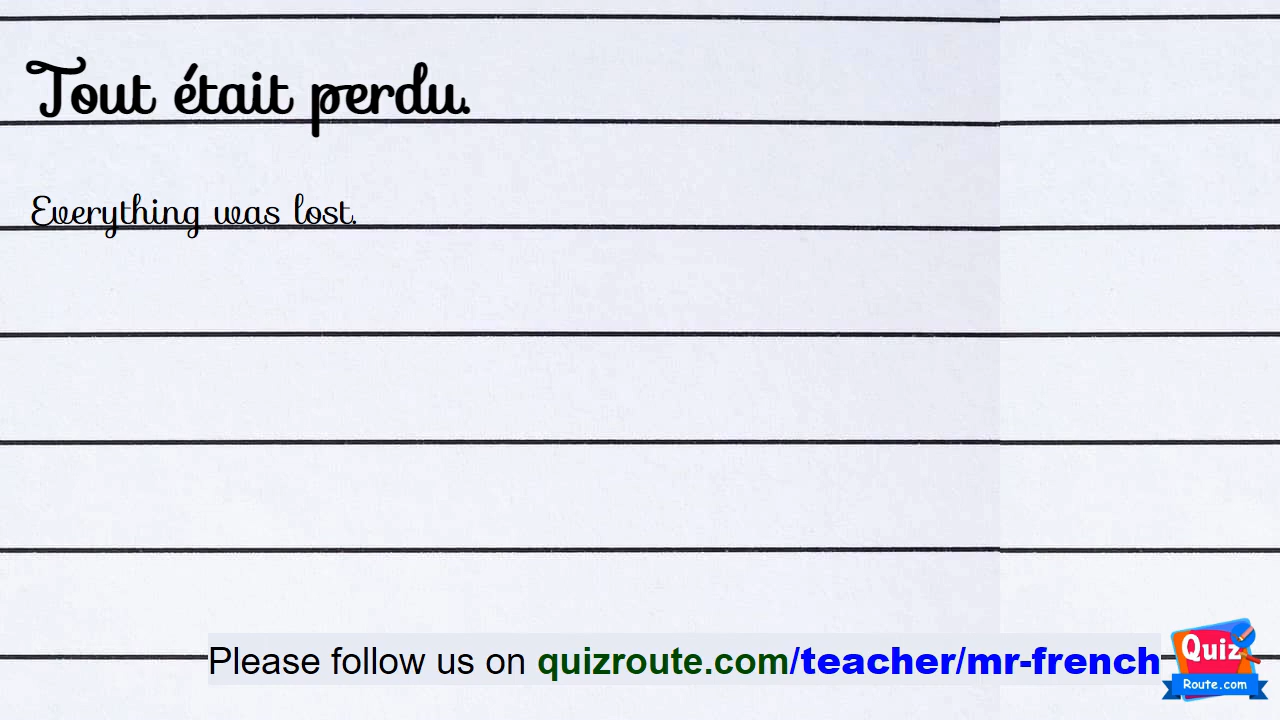 Tout était perdu.
Everything was lost.
Please follow us on quizroute.com/teacher/mr-french
Quiz
Route.com